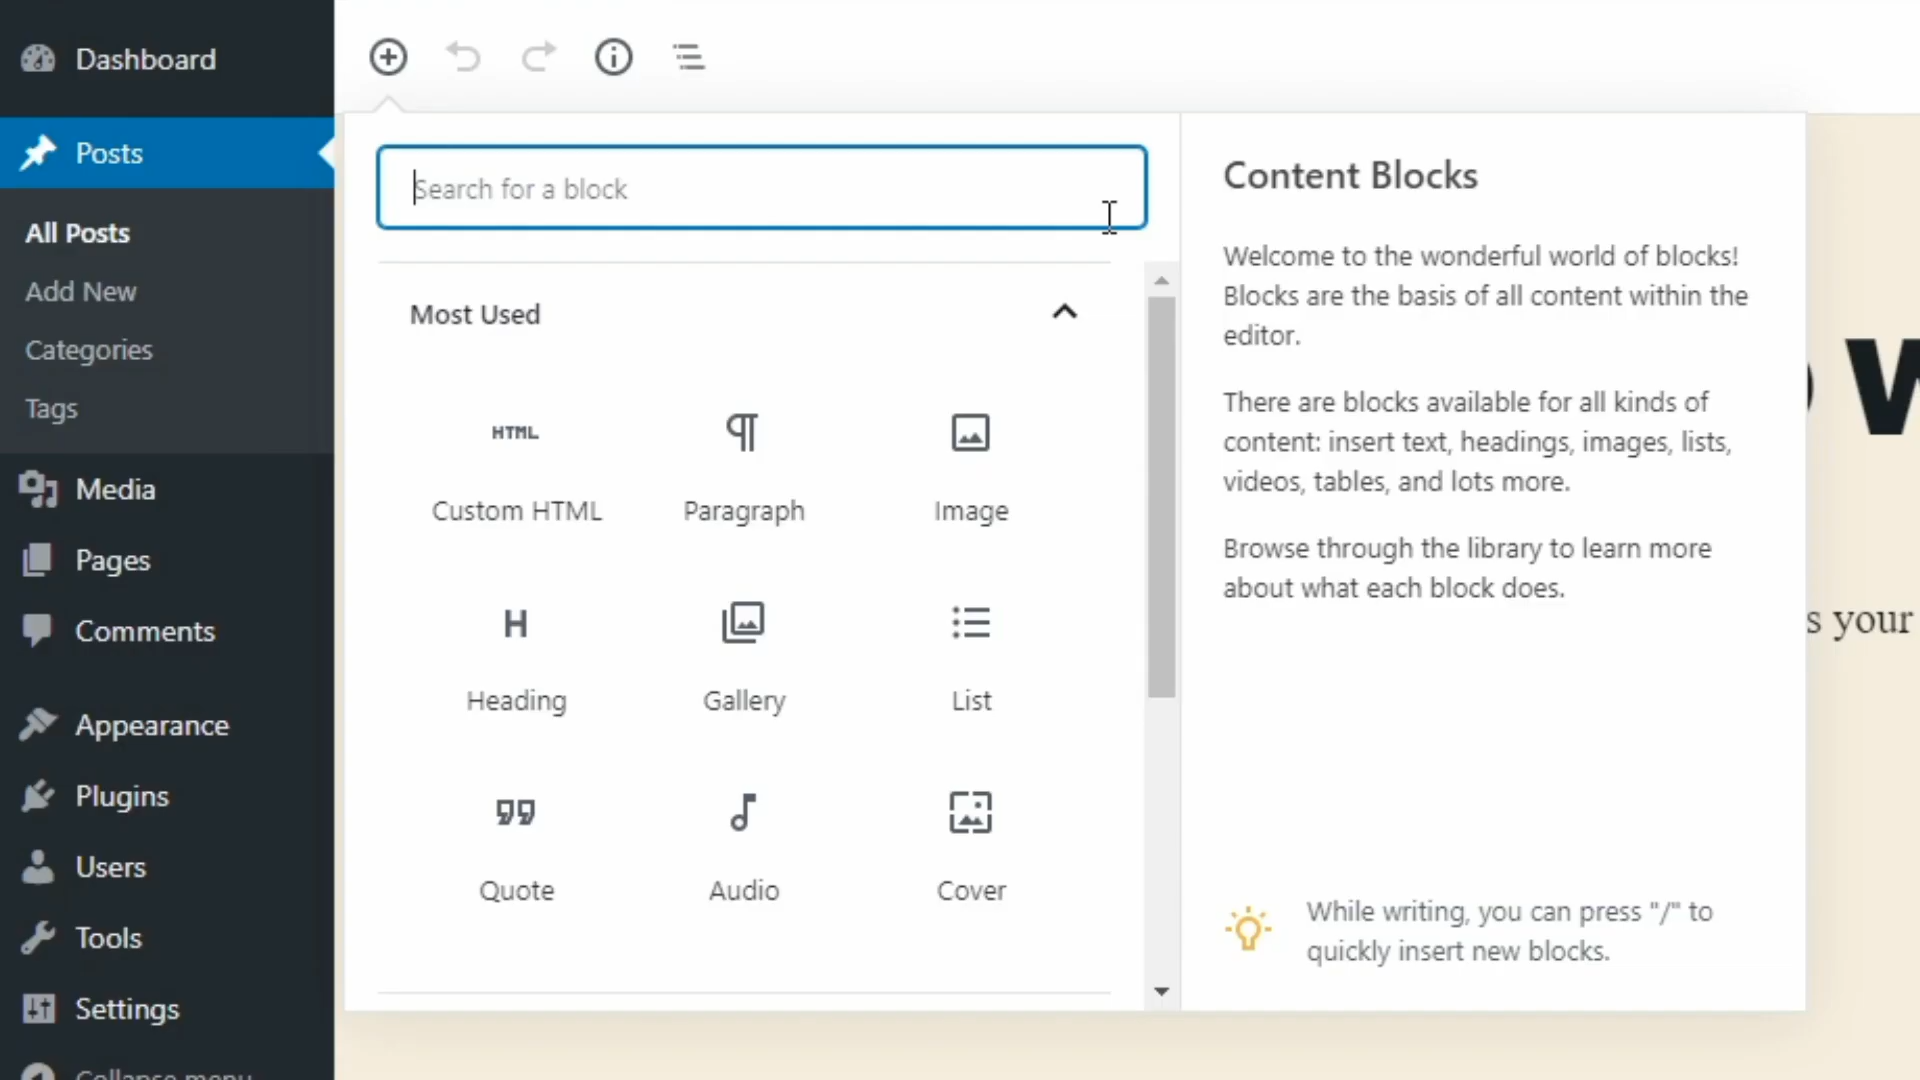 Dashboard
Posts
All Posts
Add New
Categories
Tags
Media
Pages
Comments
Appearance
Plugins
Users
Tools
Settings
Collapse menu
Search for a block
Most Used
HTML
Custom HTML
Paragraph
Image
H
Heading
Gallery
List
Quote
Audio
Cover
Content Blocks
Welcome to the wonderful world of blocks!
Blocks are the basis of all content within the
editor.
There are blocks available for all kinds of
content: insert text, headings, images, lists,
videos, tables, and lots more.
Browse through the library to learn more
about what each block does.
While writing, you can press "/" to
quickly insert new blocks.
s your